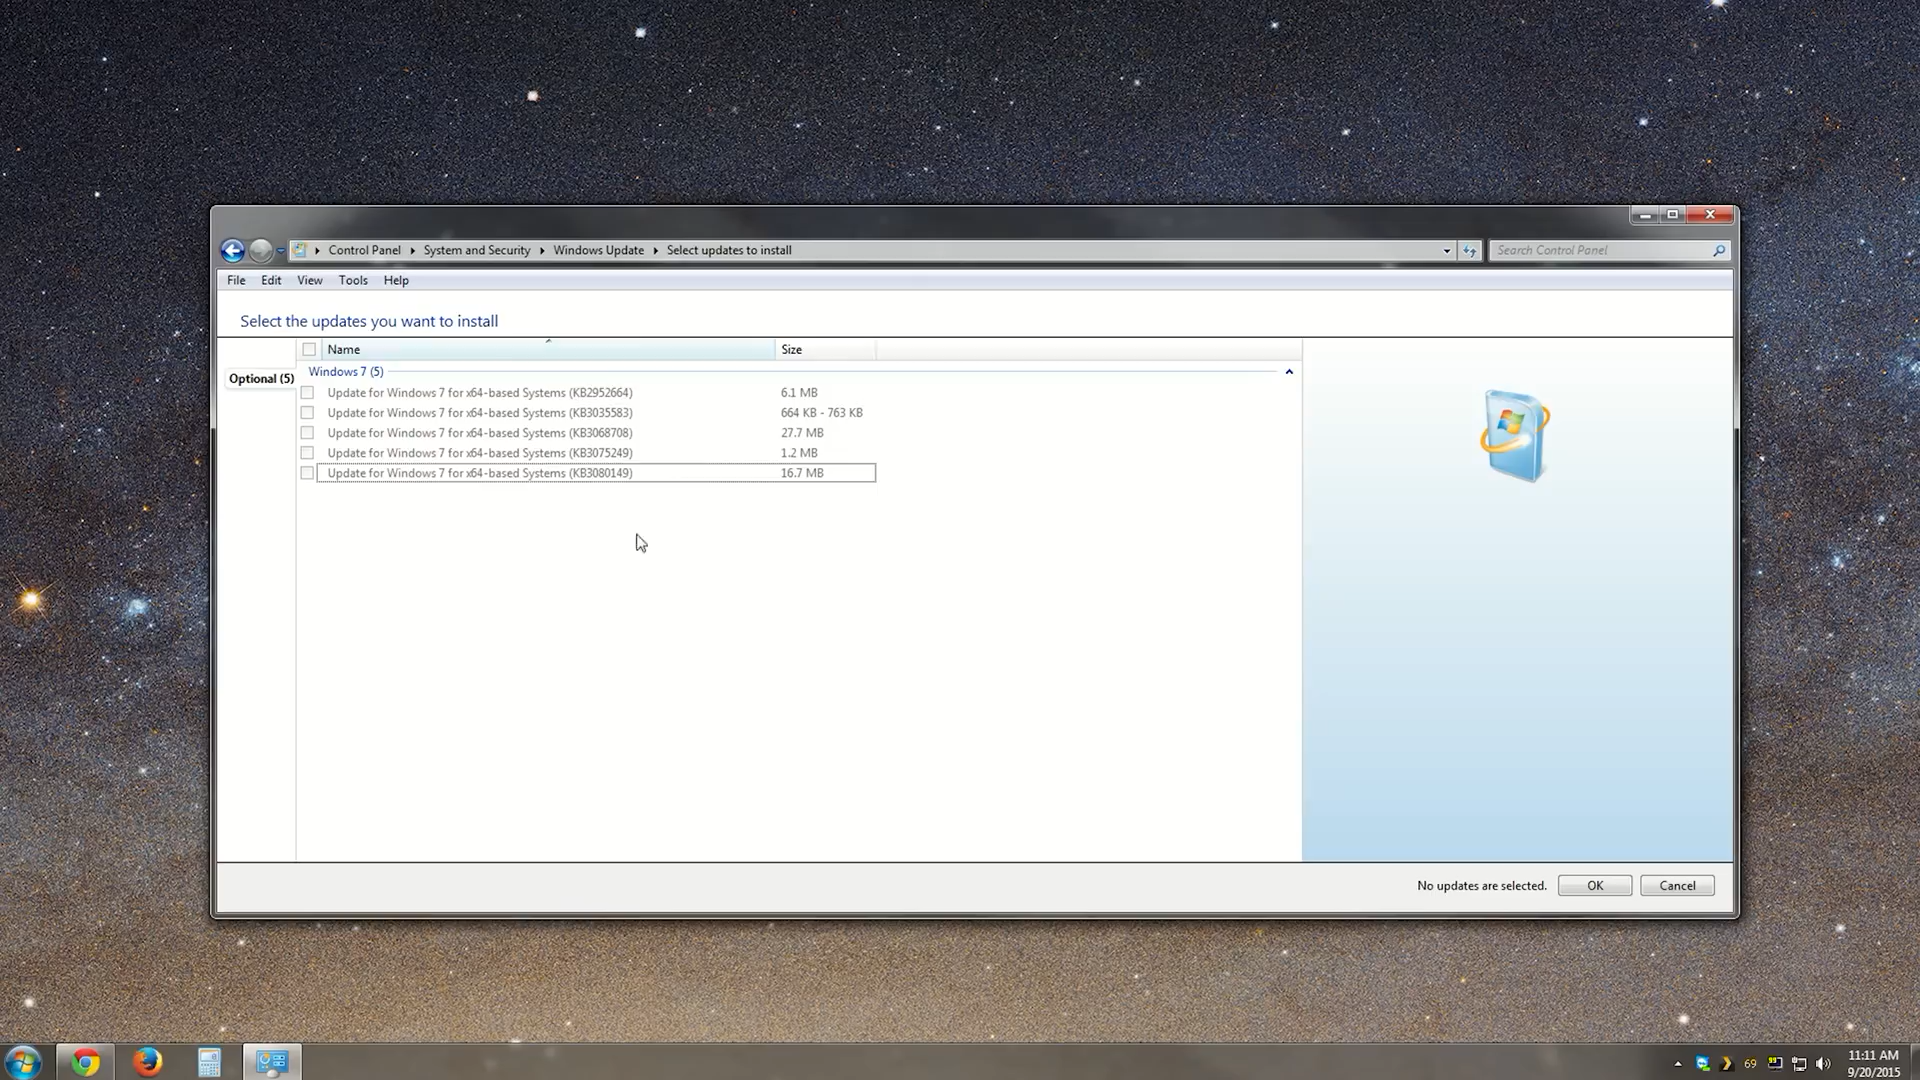 Control Panel ▸ System and Security ▸ Windows Update ▸ Select updates to install
Search Control Panel
File Edit View Tools Help
Select the updates you want to install
Name Size
Optional (5)
Windows 7 (5)
Update for Windows 7 for x64-based Systems (KB2952664) 6.1 MB
Update for Windows 7 for x64-based Systems (KB3035583) 664 KB - 763 KB
Update for Windows 7 for x64-based Systems (KB3068708) 27.7 MB
Update for Windows 7 for x64-based Systems (KB3075249) 1.2 MB
Update for Windows 7 for x64-based Systems (KB3080149) 16.7 MB
No updates are selected. OK Cancel
69
11:11 AM
9/20/2015